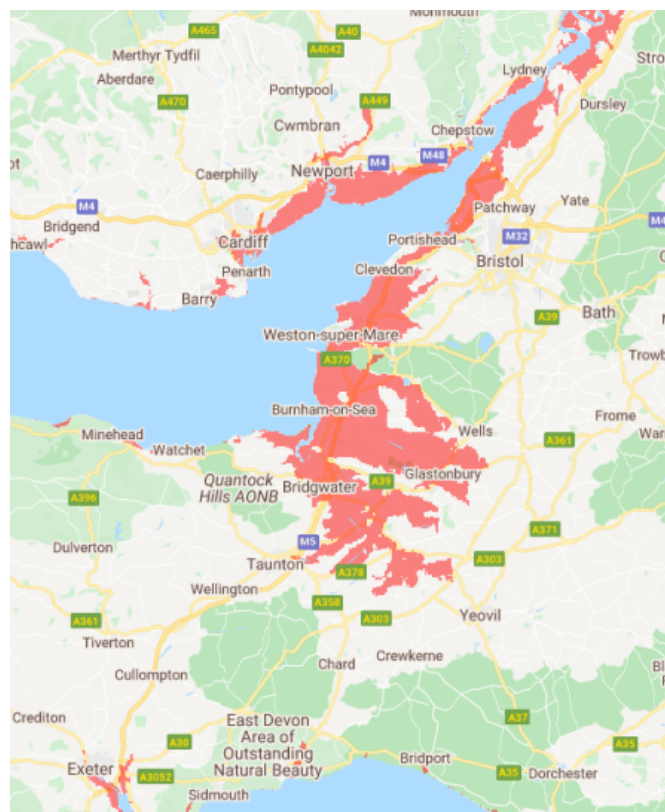 Monmouth
A465
A40
Merthyr Tydfil
A4042
Stro
Aberdare
Lydney
Pontypool
A470
A449
Dursley
Cwmbran
Chepstow
ot
M4
M48
Newport
Caerphilly
M4
Patchway
Yate
Bridgend
M4
thcawl
Cardiff
Portishead
M32
Penarth
Clevedon
Bristol
Barry
Bath
A39
Weston-super-Mare
A370
Trowb
Burnham-on-Sea
Frome
Minehead
Wells
A361
War
Watchet
Glastonbury
Quantock
Hills AONB
Bridgwater
A39
A396
A371
Dulverton
M5
Taunton
A303
A378
Wellington
A358
A361
A303
Yeovil
Tiverton
Crewkerne
Chard
Cullompton
Crediton
East Devon
Area of
Outstanding
Natural Beauty
A37
A30
A35
Bridport
Exeter
A3052
A35
Dorchester
Sidmouth